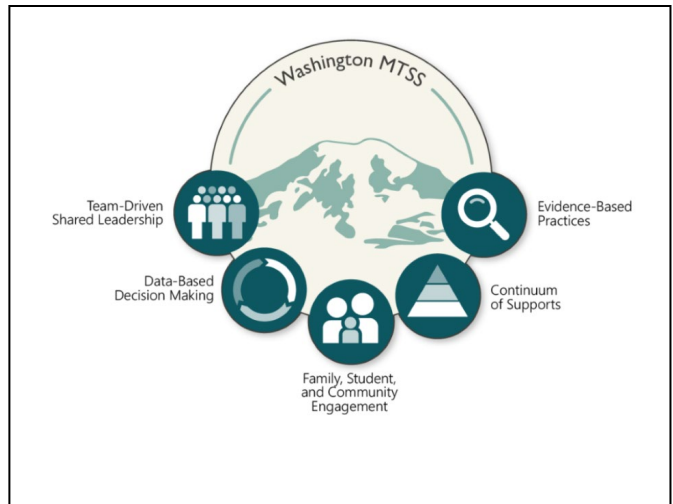 Washington MTSS
Team-Driven
Shared Leadership
Evidence-Based
Practices
Data-Based
Decision Making
Continuum
of Supports
Family, Student,
and Community
Engagement